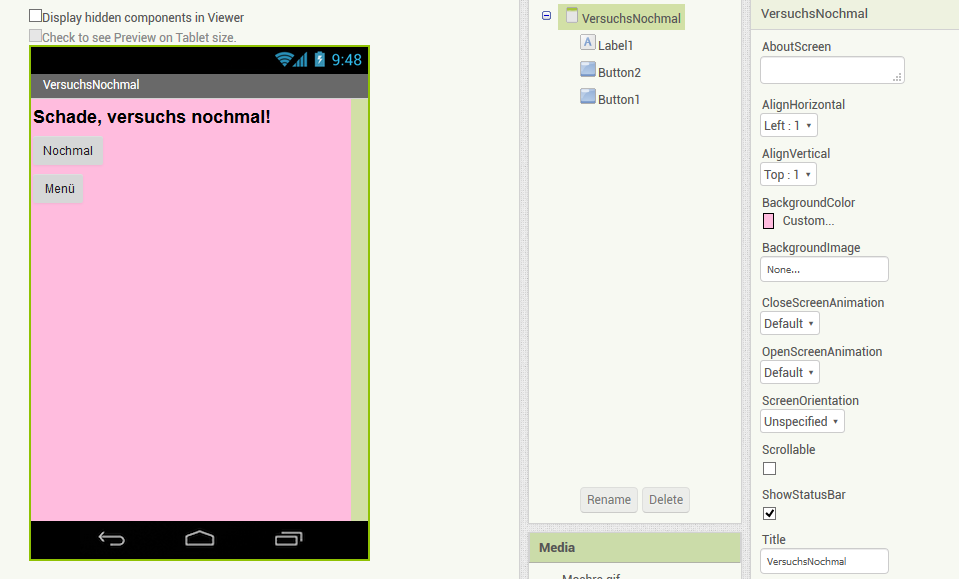 Display hidden components in Viewer
Check to see Preview on Tablet size.
9:48
VersuchsNochmal
Schade, versuchs nochmal!
Nochmal
Menü
VersuchsNochmal
A Label1
Button2
Button1
Rename Delete
Media
VersuchsNochmal
AboutScreen
AlignHorizontal
Left : 1
AlignVertical
Top : 1
BackgroundColor
Custom...
BackgroundImage
None...
CloseScreenAnimation
Default
OpenScreenAnimation
Default
ScreenOrientation
Unspecified
Scrollable
ShowStatusBar
Title
VersuchsNochmal